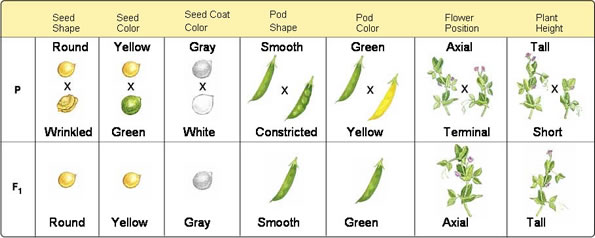 Seed Shape
Seed Color
Seed Coat Color
Pod Shape
Pod Color
Flower Position
Plant Height
P
Round
Yellow
Gray
Smooth
Green
Axial
Tall
X
X
X
X
X
X
X
Wrinkled
Green
White
Constricted
Yellow
Terminal
Short
F1
Round
Yellow
Gray
Smooth
Green
Axial
Tall